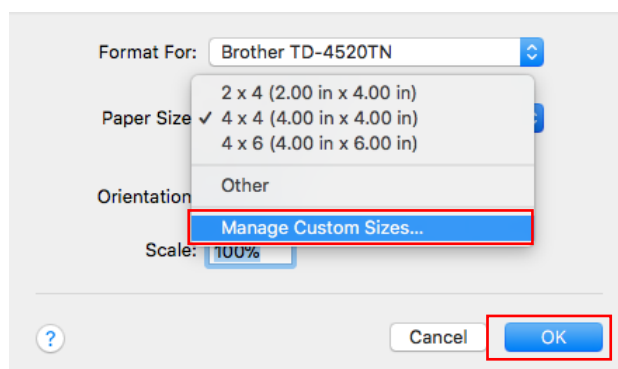 Format For: Brother TD-4520TN
2 x 4 (2.00 in x 4.00 in)
Paper Size ✓ 4 x 4 (4.00 in x 4.00 in)
4 x 6 (4.00 in x 6.00 in)
Orientation Other
Manage Custom Sizes...
Scale: 100%
? Cancel OK